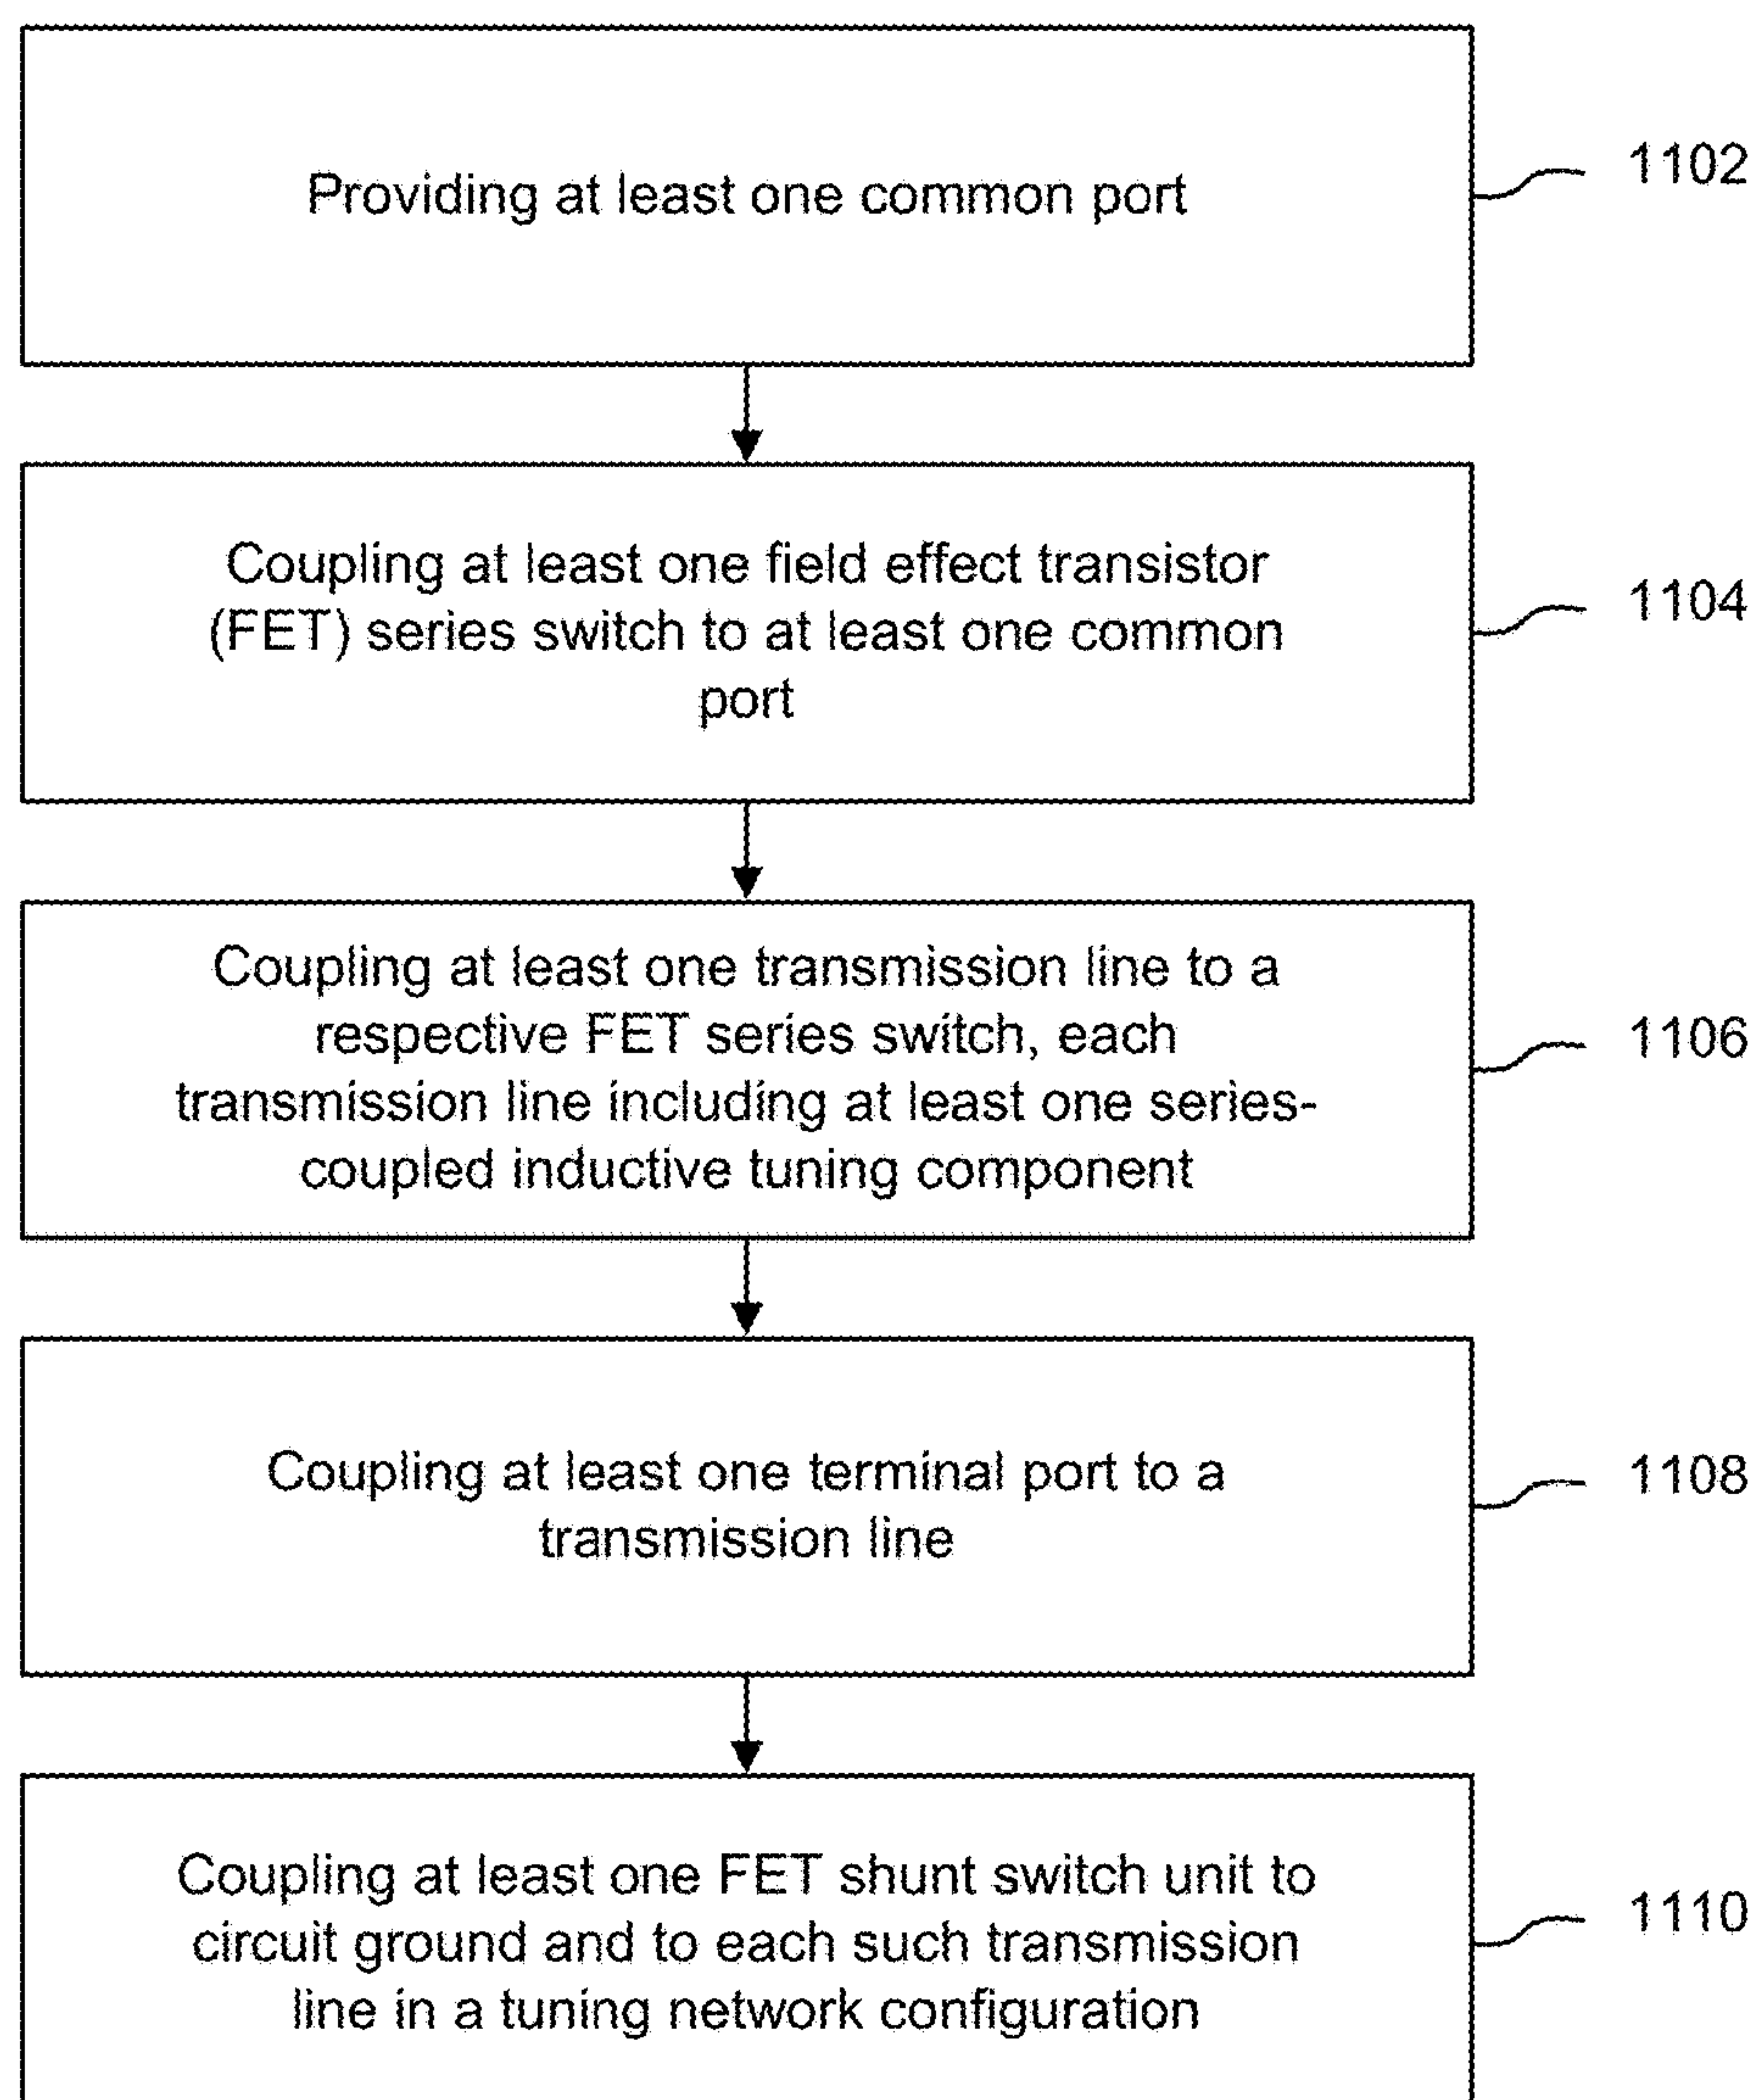 Providing at least one common port
1102
Coupling at least one field effect transistor
(FET) series switch to at least one common
port
1104
Coupling at least one transmission line to a
respective FET series switch, each
transmission line including at least one series-
coupled inductive tuning component
1106
Coupling at least one terminal port to a
transmission line
1108
Coupling at least one FET shunt switch unit to
circuit ground and to each such transmission
line in a tuning network configuration
1110